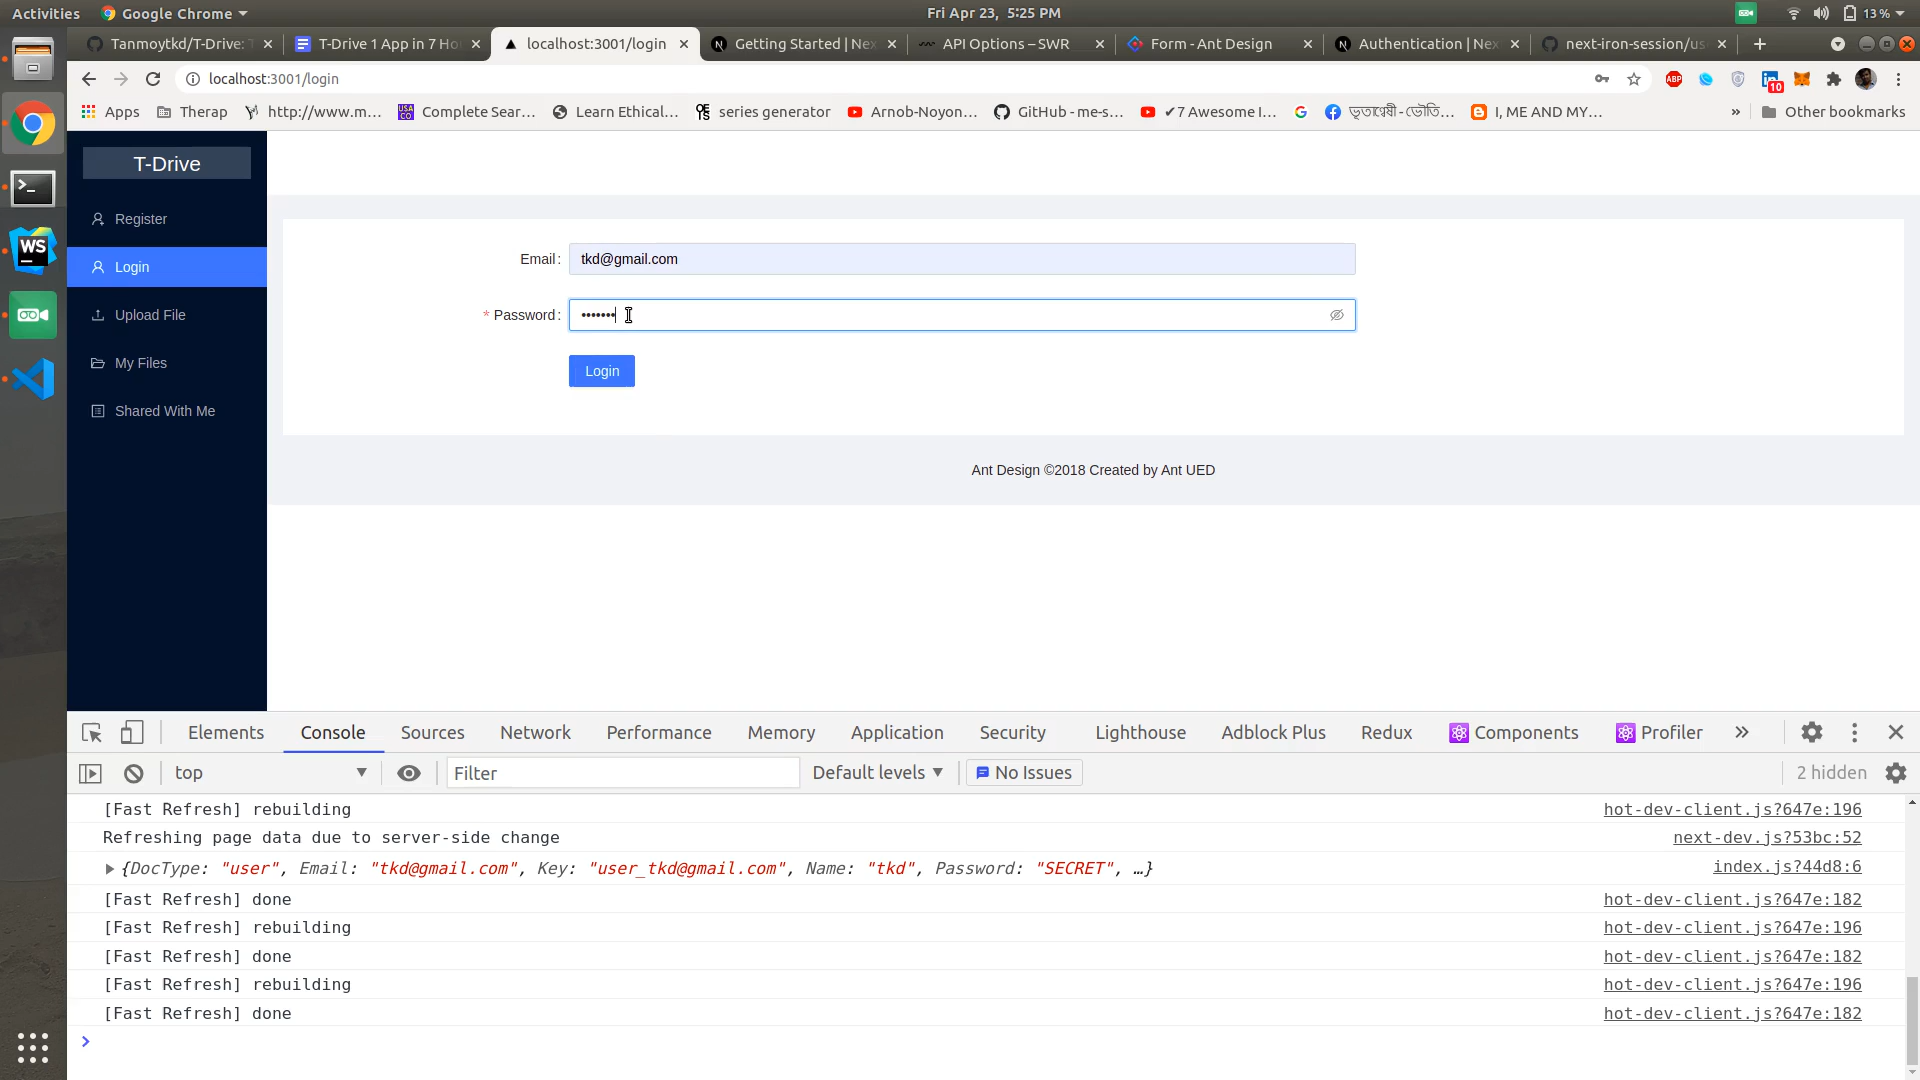 Activities Google Chrome Fri Apr 23, 5:25 PM 13 %
Tanmoytkd/T-Drive: T T-Drive 1 App in 7 Ho localhost:3001/login Getting Started | Nex API Options – SWR Form - Ant Design Authentication | Nex next-iron-session/us
localhost:3001/login ABP 10
Apps Therap http://www.m... Complete Sear... Learn Ethical... series generator Arnob-Noyon... GitHub - me-s... ✔7 Awesome I... I, ME AND MY... » Other bookmarks
T-Drive
Register
Login
Upload File
My Files
Shared With Me
Email :
tkd@gmail.com
* Password :
•••••••
Login
Ant Design ©2018 Created by Ant UED
WS
Elements Console Sources Network Performance Memory Application Security Lighthouse Adblock Plus Redux Components Profiler »
top Filter Default levels No Issues 2 hidden
[Fast Refresh] rebuilding hot-dev-client.js?647e:196
Refreshing page data due to server-side change next-dev.js?53bc:52
{DocType: "user", Email: "tkd@gmail.com", Key: "user_tkd@gmail.com", Name: "tkd", Password: "SECRET", …} index.js?44d8:6
[Fast Refresh] done hot-dev-client.js?647e:182
[Fast Refresh] rebuilding hot-dev-client.js?647e:196
[Fast Refresh] done hot-dev-client.js?647e:182
[Fast Refresh] rebuilding hot-dev-client.js?647e:196
[Fast Refresh] done hot-dev-client.js?647e:182